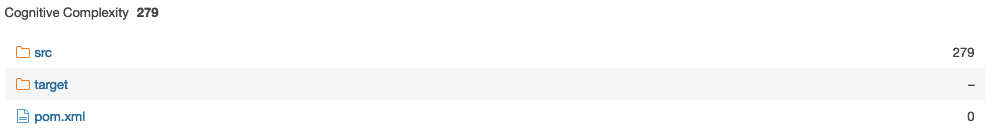 Cognitive Complexity 279
src 279
target –
pom.xml 0